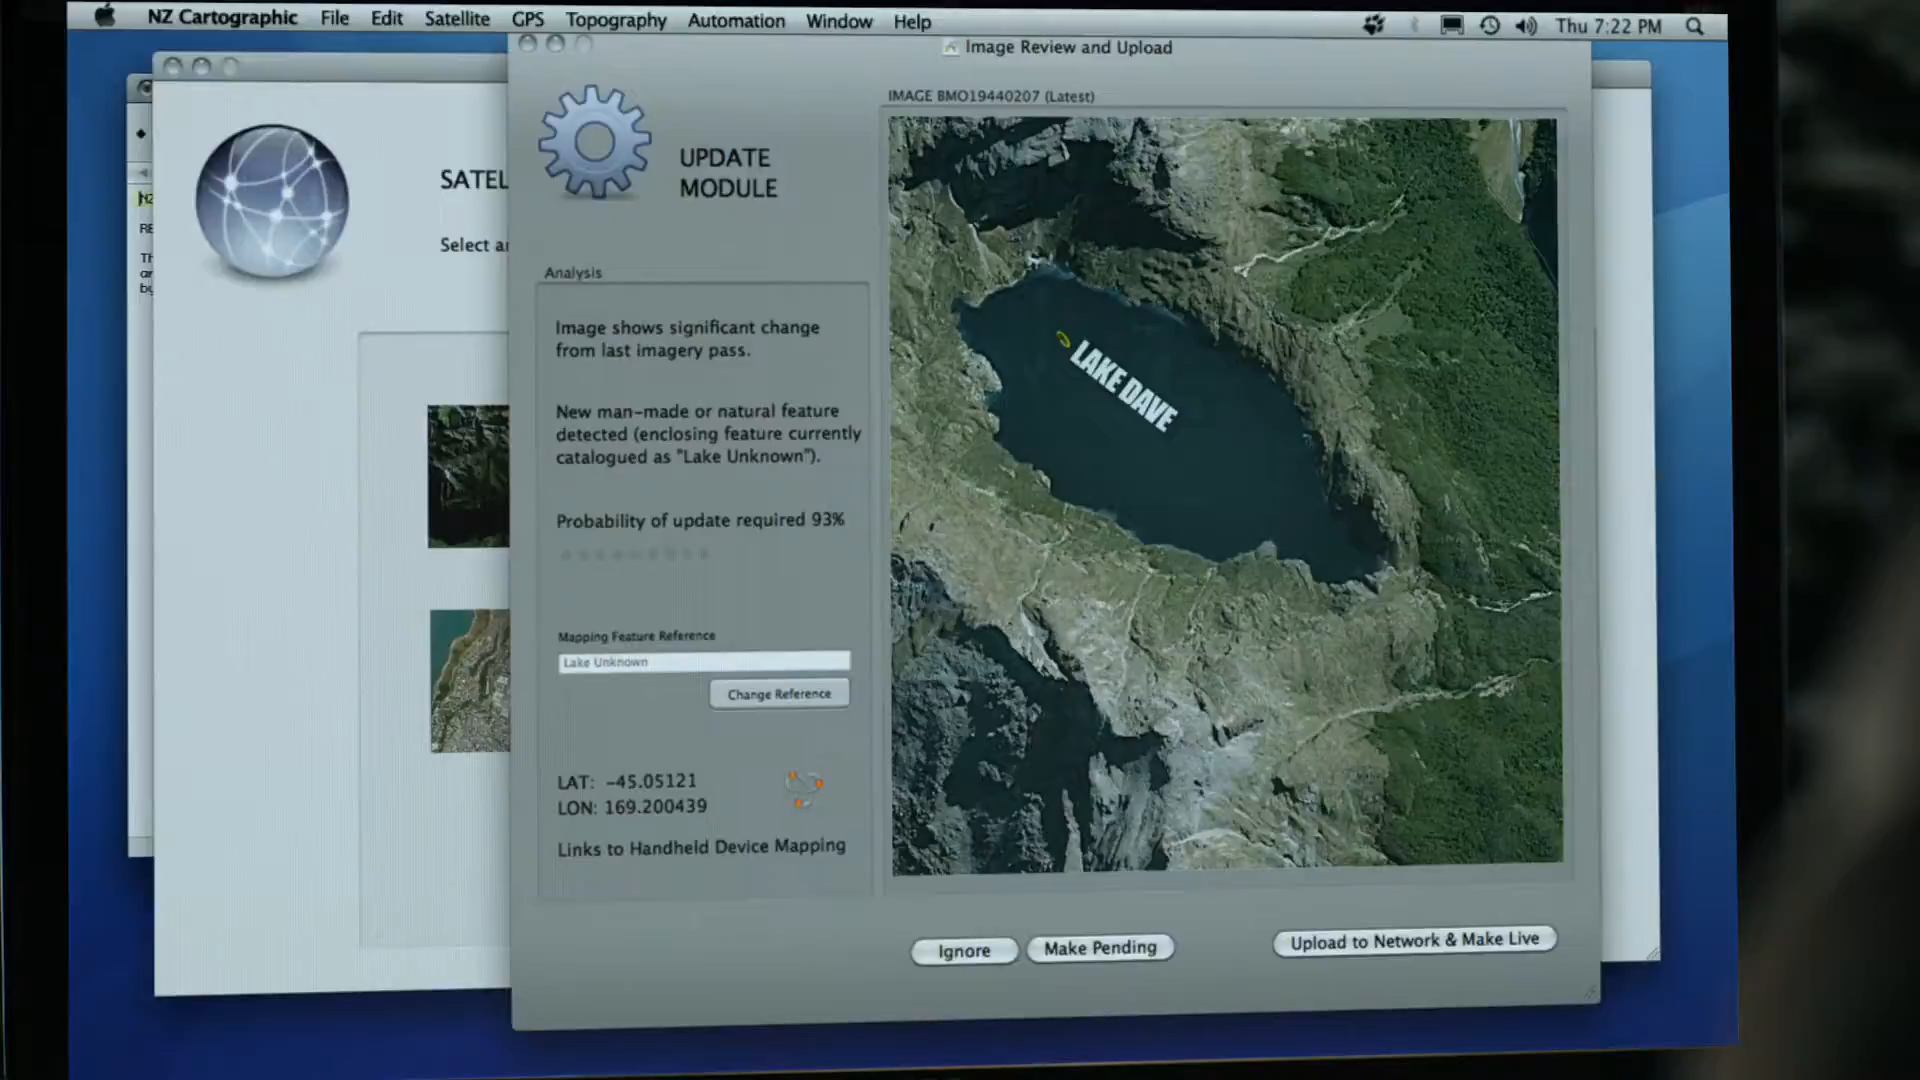 NZ Cartographic File Edit Satellite GPS Topography Automation Window Help Thu 7:22 PM
Image Review and Upload
IMAGE BMO19440207 (Latest)
UPDATE
MODULE
SATEL
Select ar
Analysis
Image shows significant change
from last imagery pass.
New man-made or natural feature
detected (enclosing feature currently
catalogued as "Lake Unknown").
Probability of update required 93%
Mapping Feature Reference
Lake Unknown
Change Reference
LAT: -45.05121
LON: 169.200439
Links to Handheld Device Mapping
LAKE DAVE
Ignore
Make Pending
Upload to Network & Make Live